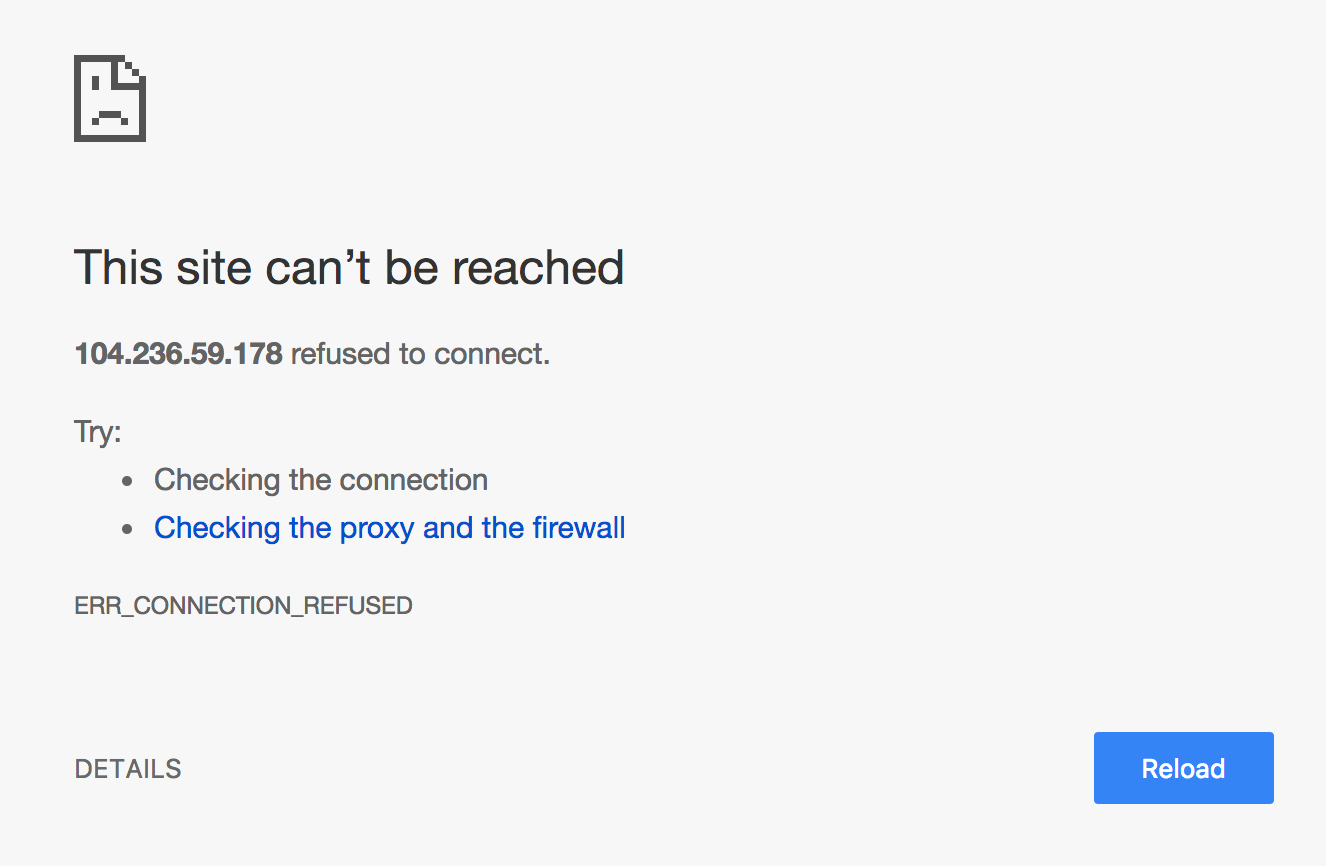 This site can’t be reached
104.236.59.178 refused to connect.
Try:
• Checking the connection
• Checking the proxy and the firewall
ERR_CONNECTION_REFUSED
DETAILS
Reload